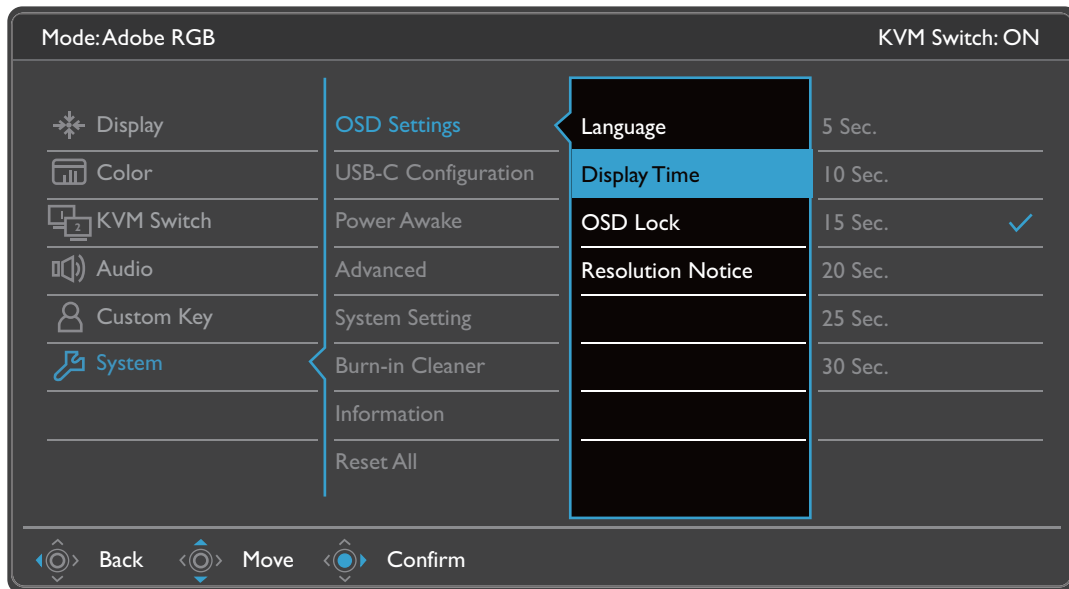 Mode: Adobe RGB
KVM Switch: ON
Display
Color
1 2 KVM Switch
Audio
Custom Key
System
OSD Settings
USB-C Configuration
Power Awake
Advanced
System Setting
Burn-in Cleaner
Information
Reset All
Language
Display Time
OSD Lock
Resolution Notice
5 Sec.
10 Sec.
15 Sec.
20 Sec.
25 Sec.
30 Sec.
Back Move Confirm